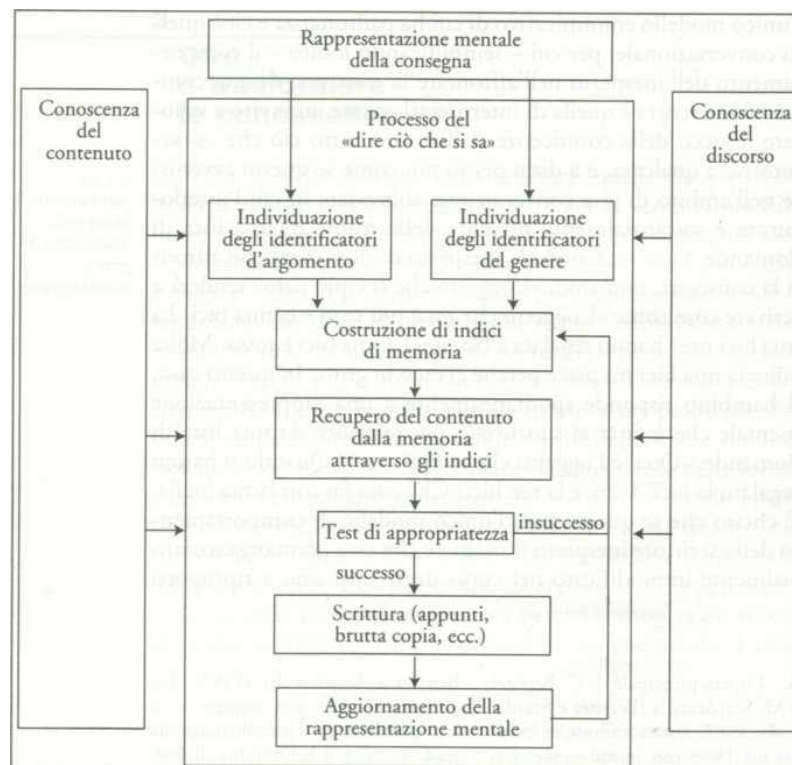 Rappresentazione mentale
della consegna
Conoscenza
del
contenuto
Processo del
«dire ciò che si sa»
Conoscenza
del
discorso
Individuazione
degli identificatori
d'argomento
Individuazione
degli identificatori
del genere
Costruzione di indici
di memoria
Recupero del contenuto
dalla memoria
attraverso gli indici
Test di appropriatezza
insuccesso
successo
Scrittura (appunti,
brutta copia, ecc.)
Aggiornamento della
rappresentazione mentale